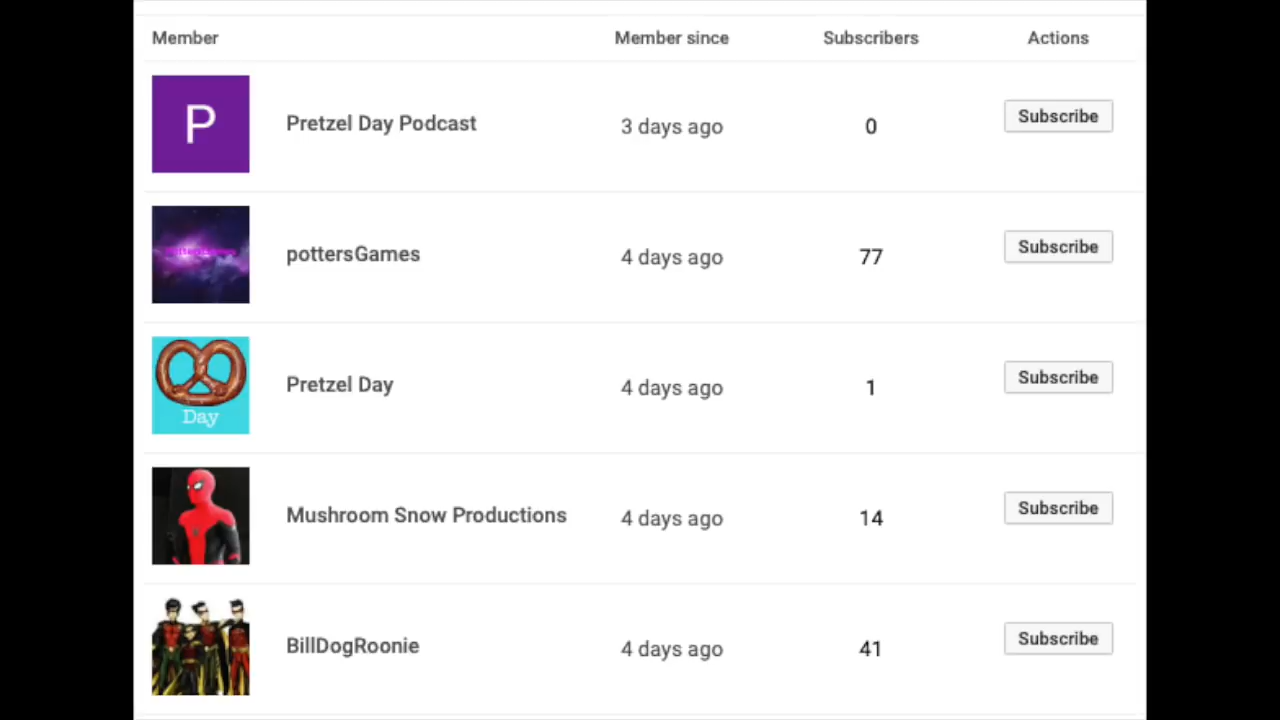 Member Member since Subscribers Actions
P
Pretzel Day Podcast 3 days ago 0 Subscribe
pottersGames 4 days ago 77 Subscribe
Pretzel Day 4 days ago 1 Subscribe
Day
Mushroom Snow Productions 4 days ago 14 Subscribe
BillDogRoonie 4 days ago 41 Subscribe